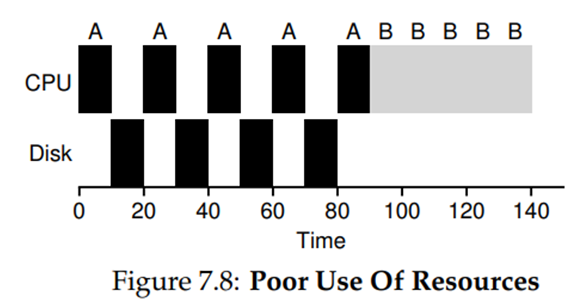 A A A A A B B B B B
CPU
Disk
0 20 40 60 80 100 120 140
Time
Figure 7.8: Poor Use Of Resources